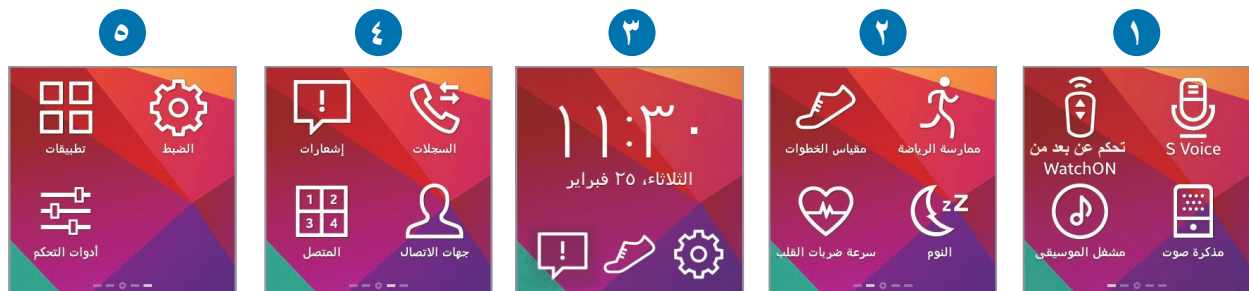 ١
٢
٣
٤
٥
S Voice
تحكم عن بعد من
WatchON
مذكرة صوت
مشغل الموسيقى
ممارسة الرياضة
مقياس الخطوات
النوم
سرعة ضربات القلب
١١:٣٠
الثلاثاء، ٢٥ فبراير
السجلات
إشعارات
جهات الاتصال
1 2
3 4
المتصل
الضبط
تطبيقات
أدوات التحكم